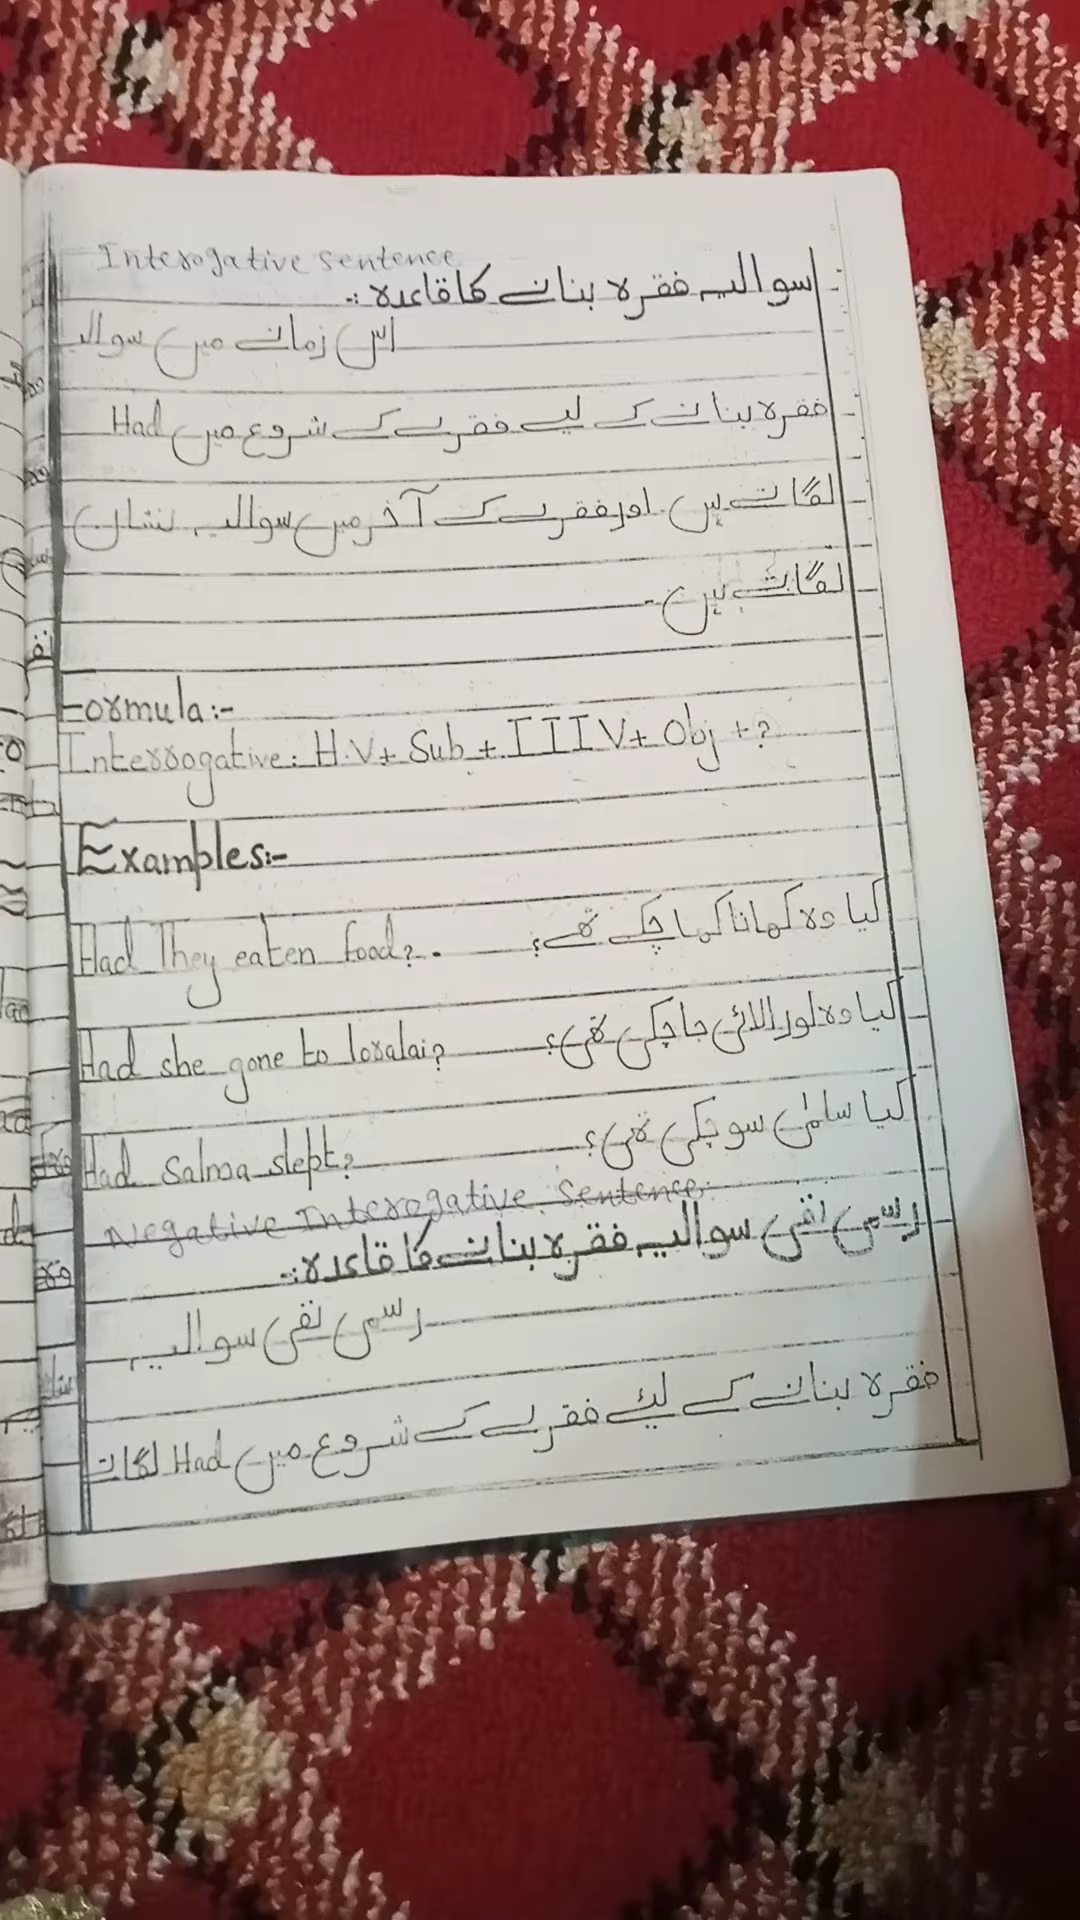 Interogative sentence
سوالیہ فقرہ بنانے کا قاعدہ :-
اس زمانے میں سوالیہ
فقرہ بنانے کے لیے فقرے کے شروع میں Had
لگاتے ہیں. اور فقرے کے آخر میں سوالیہ نشان
لگاتے ہیں -
Formula:-
Interrogative: H.V+ Sub + III V+ Obj +?
Examples:-
Had They eaten food?. کیا وہ کھانا کھا چکے تھے؟
Had she gone to loralai? کیا وہ لورالائی جا چکی تھی؟
Had Salma slept? کیا سلمٰی سو چکی تھی؟
Negative Interogative Sentence:
رسمی نفی سوالیہ فقرہ بنانے کا قاعدہ:-
رسمی نفی سوالیہ
فقرہ بنانے کے لیئے فقرے کے شروع میں Had لگاتے